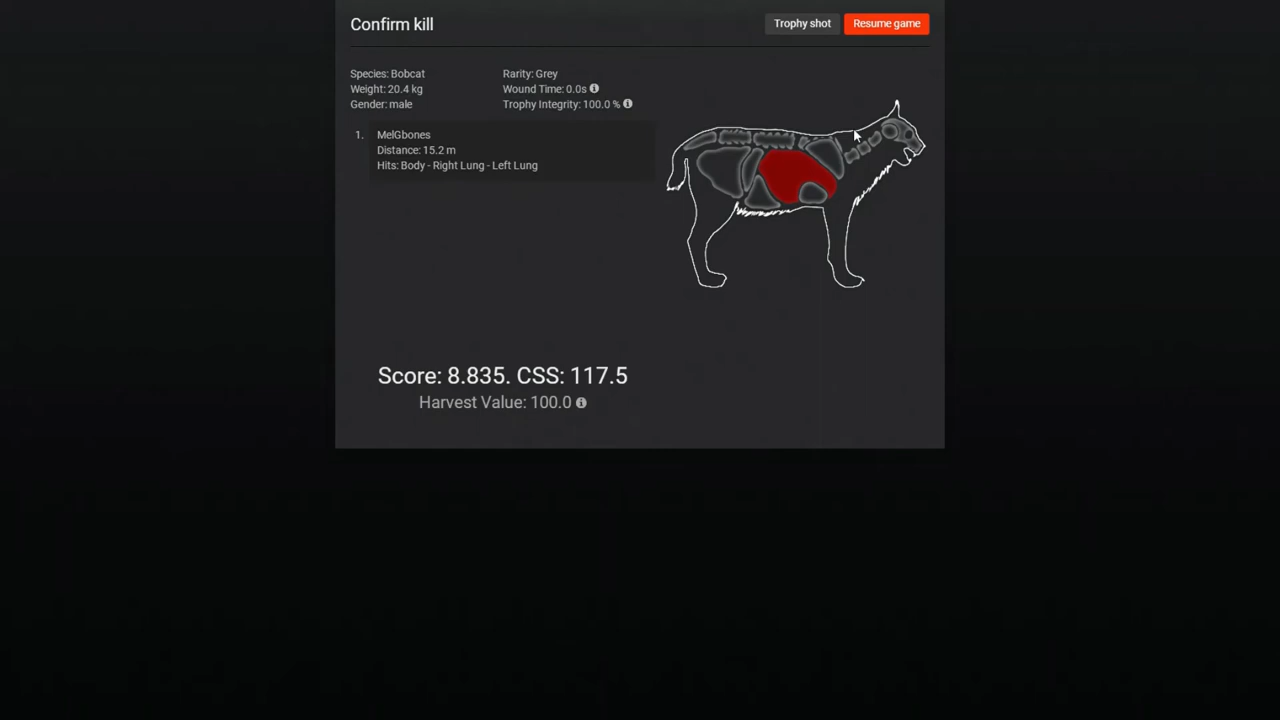 Confirm kill
Trophy shot
Resume game
Species: Bobcat
Weight: 20.4 kg
Gender: male
Rarity: Grey
Wound Time: 0.0s
Trophy Integrity: 100.0 %
1.
MelGbones
Distance: 15.2 m
Hits: Body - Right Lung - Left Lung
Score: 8.835. CSS: 117.5
Harvest Value: 100.0